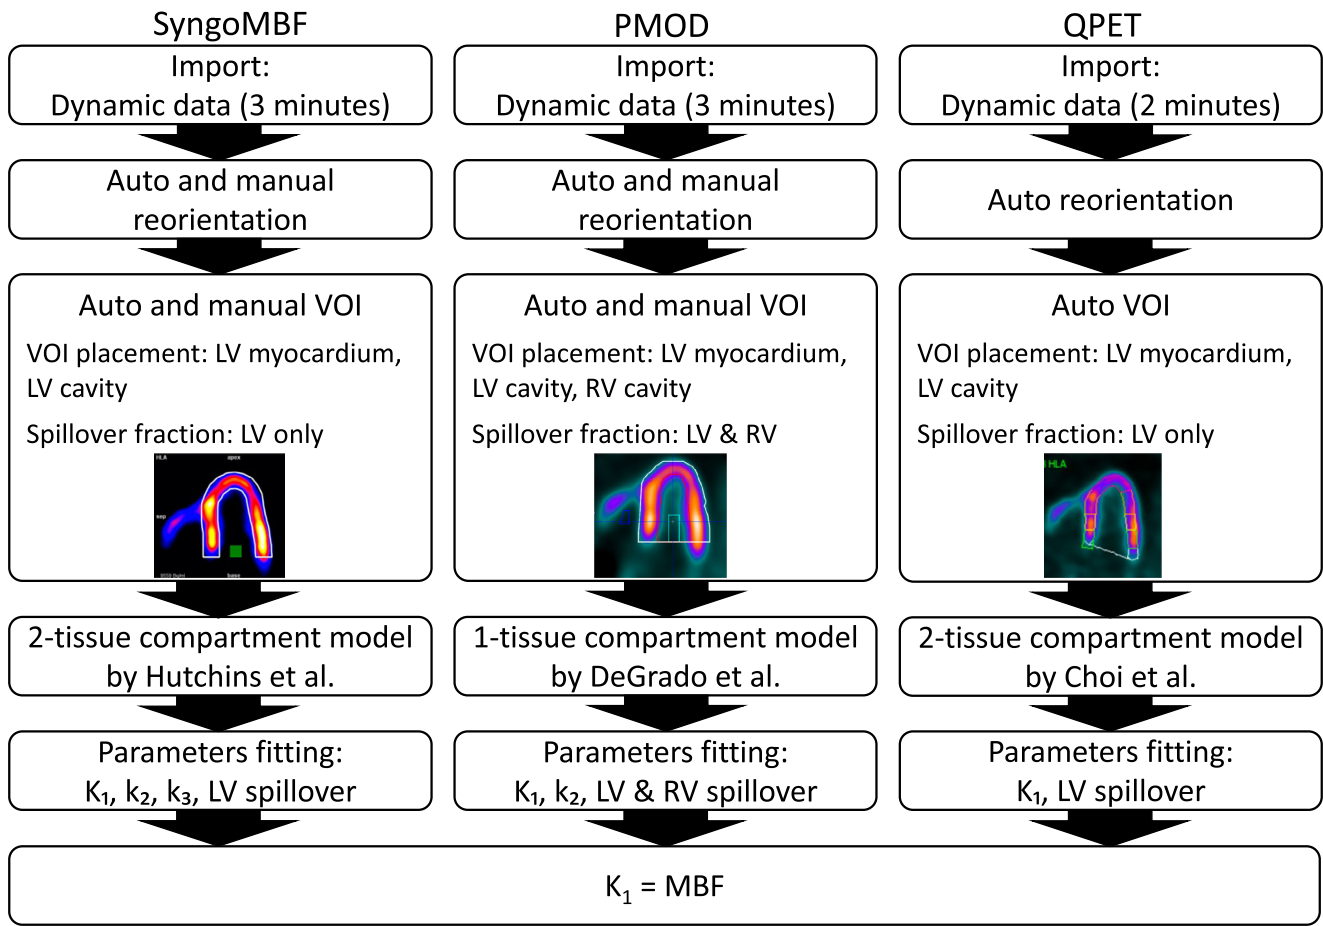 SyngoMBF
Import:
Dynamic data (3 minutes)
Auto and manual
reorientation
Auto and manual VOI
VOI placement: LV myocardium,
LV cavity
Spillover fraction: LV only
HLA
apex
sep
base
2-tissue compartment model
by Hutchins et al.
Parameters fitting:
K₁, k₂, k₃, LV spillover
PMOD
Import:
Dynamic data (3 minutes)
Auto and manual
reorientation
Auto and manual VOI
VOI placement: LV myocardium,
LV cavity, RV cavity
Spillover fraction: LV & RV
1-tissue compartment model
by DeGrado et al.
Parameters fitting:
K₁, k₂, LV & RV spillover
QPET
Import:
Dynamic data (2 minutes)
Auto reorientation
Auto VOI
VOI placement: LV myocardium,
LV cavity
Spillover fraction: LV only
HLA
2-tissue compartment model
by Choi et al.
Parameters fitting:
K₁, LV spillover
K₁ = MBF